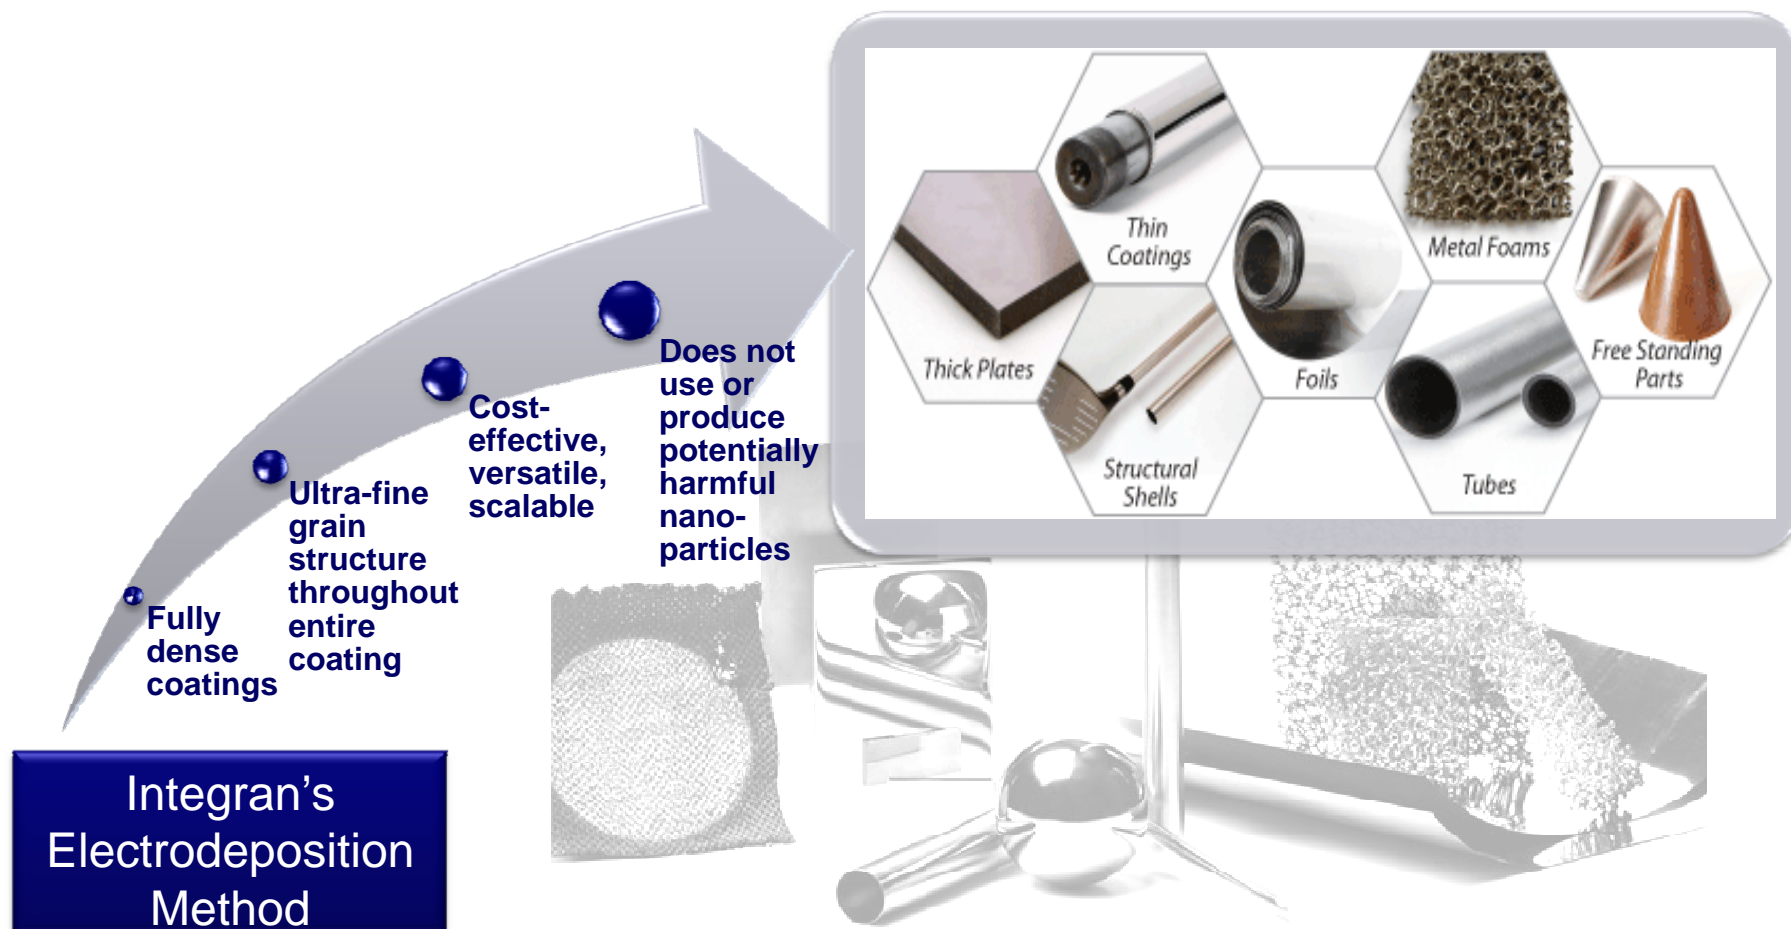 Thin
Coatings
Metal Foams
Thick Plates
Foils
Free Standing
Parts
Structural
Shells
Tubes
Does not
use or
produce
potentially
harmful
nano-
particles
Cost-
effective,
versatile,
scalable
Ultra-fine
grain
structure
throughout
entire
coating
Fully
dense
coatings
Integran’s
Electrodeposition
Method